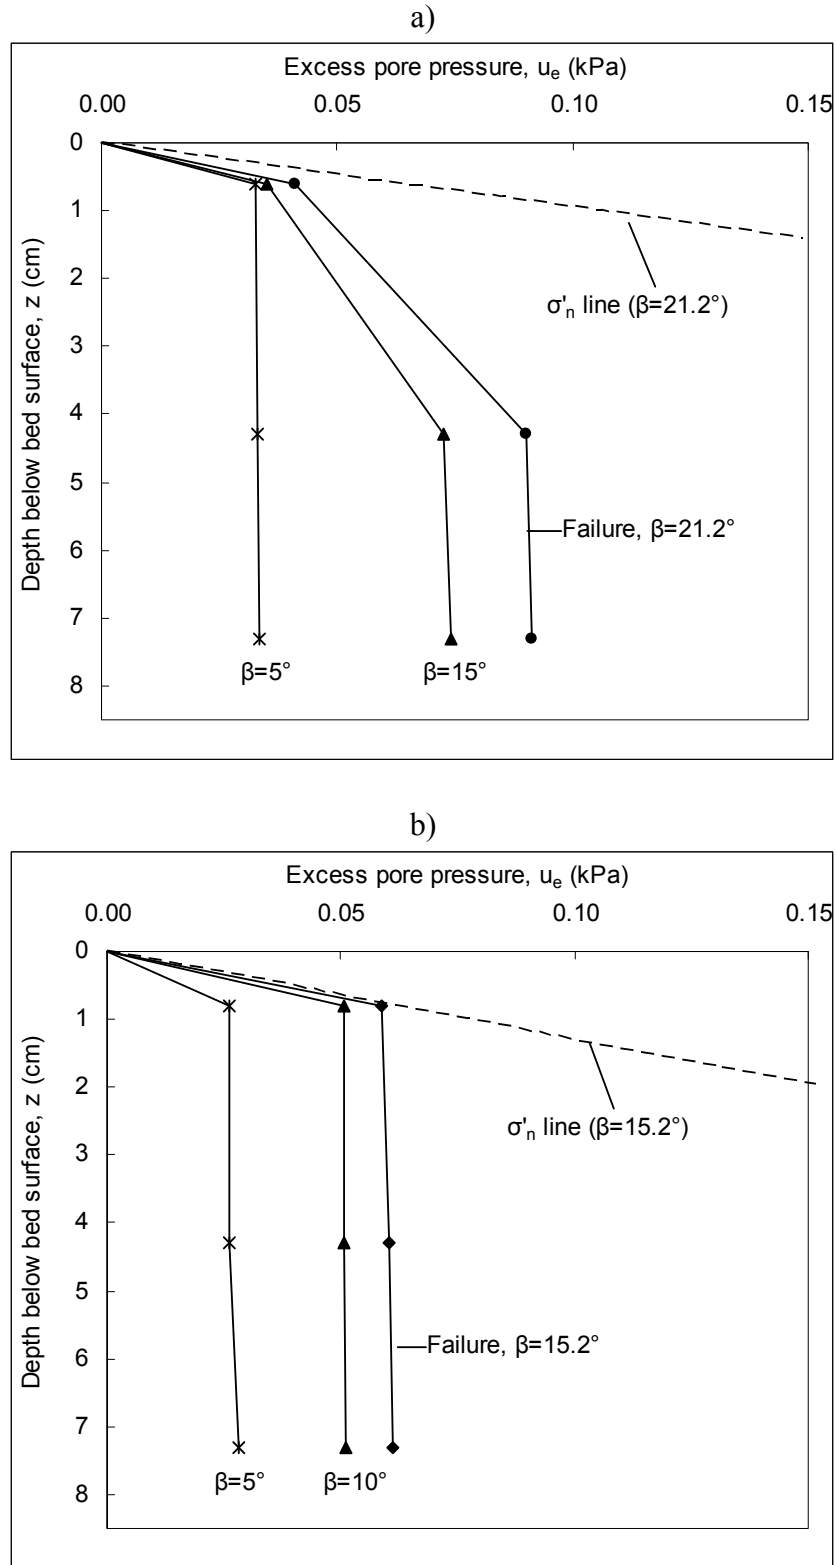 a)
Excess pore pressure, uₑ (kPa)
0.00 0.05 0.10 0.15
0
1
2
3
4
5
6
7
8
Depth below bed surface, z (cm)
σ'ₙ line (β=21.2°)
Failure, β=21.2°
β=5° β=15°
b)
Excess pore pressure, uₑ (kPa)
0.00 0.05 0.10 0.15
0
1
2
3
4
5
6
7
8
Depth below bed surface, z (cm)
σ'ₙ line (β=15.2°)
Failure, β=15.2°
β=5° β=10°